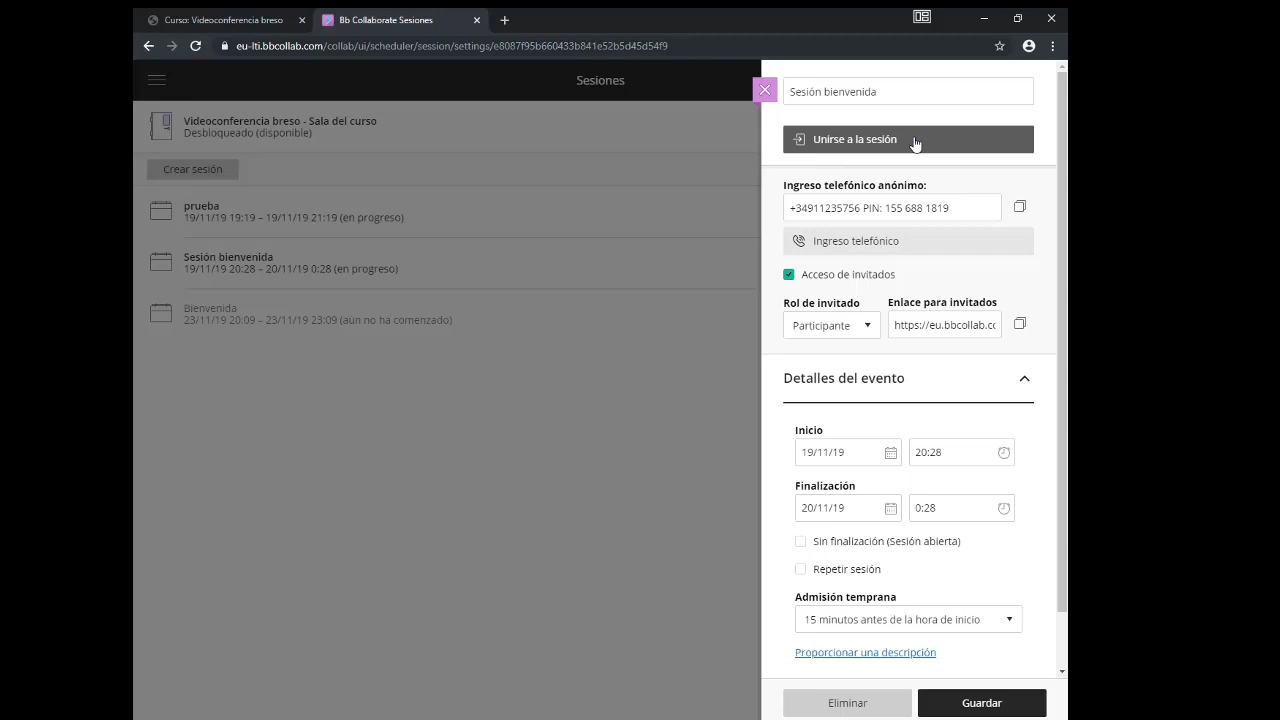 Curso: Videoconferencia breso
Bb Collaborate Sesiones
eu-lti.bbcollab.com/collab/ui/scheduler/session/settings/e8087f95b660433b841e52b5d45d54f9
Sesiones
Videoconferencia breso - Sala del curso
Desbloqueado (disponible)
Crear sesión
prueba
19/11/19 19:19 – 19/11/19 21:19 (en progreso)
Sesión bienvenida
19/11/19 20:28 – 20/11/19 0:28 (en progreso)
Bienvenida
23/11/19 20:09 – 23/11/19 23:09 (aún no ha comenzado)
Sesión bienvenida
Unirse a la sesión
Ingreso telefónico anónimo:
+34911235756 PIN: 155 688 1819
Ingreso telefónico
Acceso de invitados
Rol de invitado
Enlace para invitados
Participante
https://eu.bbcollab.cc
Detalles del evento
Inicio
19/11/19
20:28
Finalización
20/11/19
0:28
Sin finalización (Sesión abierta)
Repetir sesión
Admisión temprana
15 minutos antes de la hora de inicio
Proporcionar una descripción
Eliminar
Guardar